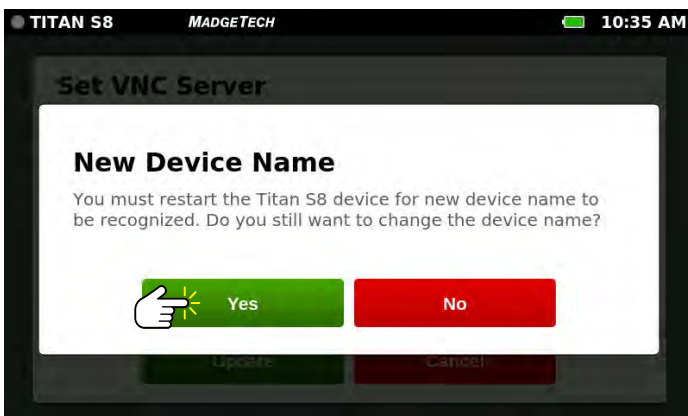 TITAN S8 MADGETECH 10:35 AM
Set VNC Server
New Device Name
You must restart the Titan S8 device for new device name to
be recognized. Do you still want to change the device name?
Yes No
Update Cancel